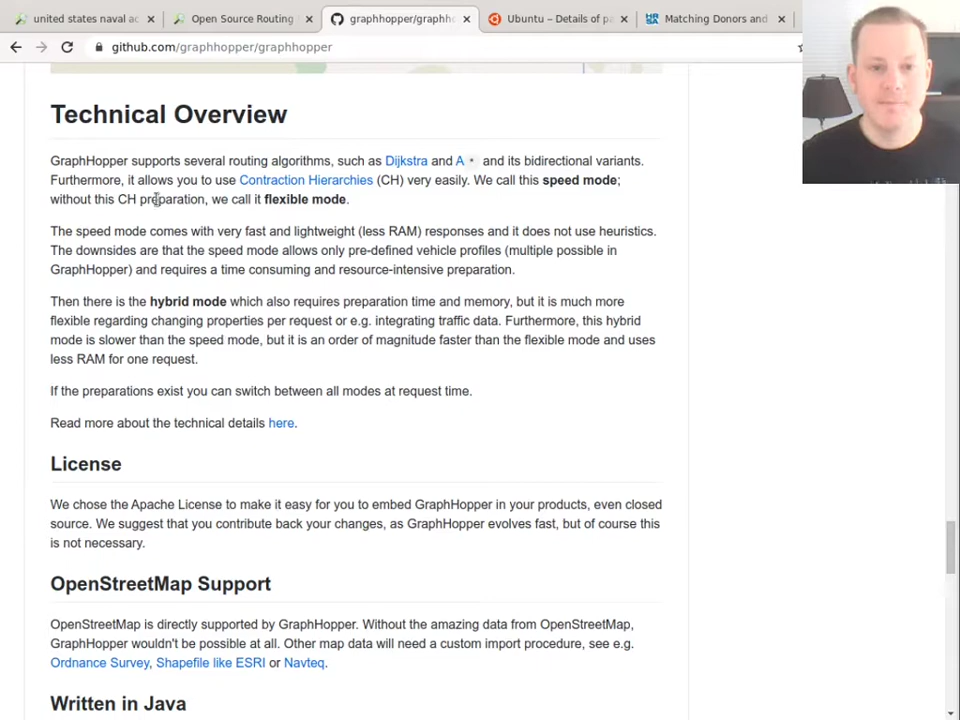 united states naval ac
Open Source Routing
graphhopper/graphho
Ubuntu – Details of pa
Matching Donors and
github.com/graphhopper/graphhopper
Technical Overview
GraphHopper supports several routing algorithms, such as Dijkstra and A* and its bidirectional variants.
Furthermore, it allows you to use Contraction Hierarchies (CH) very easily. We call this speed mode;
without this CH preparation, we call it flexible mode.
The speed mode comes with very fast and lightweight (less RAM) responses and it does not use heuristics.
The downsides are that the speed mode allows only pre-defined vehicle profiles (multiple possible in
GraphHopper) and requires a time consuming and resource-intensive preparation.
Then there is the hybrid mode which also requires preparation time and memory, but it is much more
flexible regarding changing properties per request or e.g. integrating traffic data. Furthermore, this hybrid
mode is slower than the speed mode, but it is an order of magnitude faster than the flexible mode and uses
less RAM for one request.
If the preparations exist you can switch between all modes at request time.
Read more about the technical details here.
License
We chose the Apache License to make it easy for you to embed GraphHopper in your products, even closed
source. We suggest that you contribute back your changes, as GraphHopper evolves fast, but of course this
is not necessary.
OpenStreetMap Support
OpenStreetMap is directly supported by GraphHopper. Without the amazing data from OpenStreetMap,
GraphHopper wouldn't be possible at all. Other map data will need a custom import procedure, see e.g.
Ordnance Survey, Shapefile like ESRI or Navteq.
Written in Java